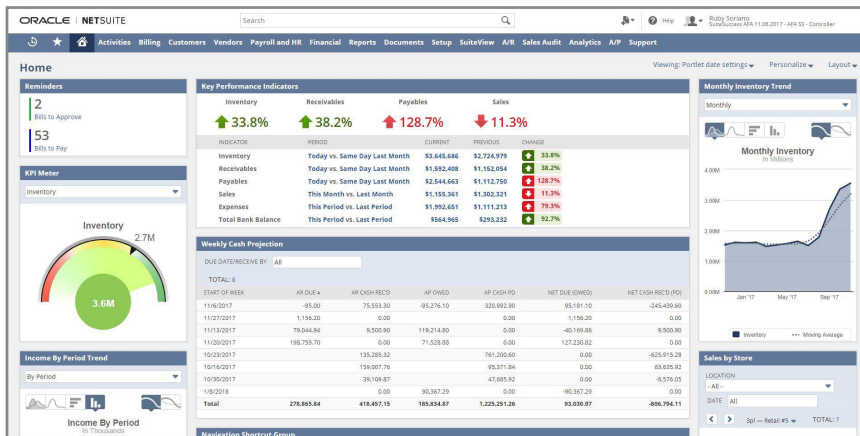 ORACLE | NETSUITE
Search
Help
Ruby Soriano
SuiteSuccess AFA 11.08.2017 - AFA SS - Controller
Activities Billing Customers Vendors Payroll and HR Financial Reports Documents Setup SuiteView A/R Sales Audit Analytics A/P Support
Home
Viewing: Portlet date settings Personalize Layout
Reminders
2
Bills to Approve
53
Bills to Pay
KPI Meter
Inventory
Inventory
2.7M
3.6M
Income By Period Trend
By Period
Income By Period
In Thousands
Key Performance Indicators
Inventory Receivables Payables Sales
33.8% 38.2% 128.7% 11.3%
INDICATOR PERIOD CURRENT PREVIOUS CHANGE
Inventory Today vs. Same Day Last Month $3,645,686 $2,724,979 33.8%
Receivables Today vs. Same Day Last Month $1,592,408 $1,152,054 38.2%
Payables Today vs. Same Day Last Month $2,544,663 $1,112,750 128.7%
Sales This Month vs. Last Month $1,155,361 $1,302,321 11.3%
Expenses This Period vs. Last Period $1,992,651 $1,111,213 79.3%
Total Bank Balance This Period vs. Last Period $564,965 $293,232 92.7%
Weekly Cash Projection
DUE DATE/RECEIVE BY All
TOTAL: 8
START OF WEEK AR DUE AR CASH REC'D AP OWED AP CASH PD NET DUE (OWED) NET CASH REC'D (PD)
11/6/2017 -95.00 75,553.30 -95,276.10 320,992.90 95,181.10 -245,439.60
11/27/2017 1,156.20 0.00 0.00 1,156.20 0.00
11/13/2017 79,044.94 9,500.90 119,214.80 0.00 -40,169.86 9,500.90
11/20/2017 198,759.70 0.00 71,528.88 0.00 127,230.82 0.00
10/23/2017 135,285.32 761,200.60 0.00 -625,915.28
10/16/2017 159,007.76 95,371.84 0.00 63,635.92
10/30/2017 39,109.87 47,685.92 0.00 -8,576.05
1/8/2018 0.00 90,367.29 0.00 -90,367.29 0.00
Total 278,865.84 418,457.15 185,834.87 1,225,251.26 93,030.97 -806,794.11
Navigation Shortcut Group
Monthly Inventory Trend
Monthly
Monthly Inventory
In Millions
4.00M
3.00M
2.00M
1.00M
0.00M
Jan '17 May '17 Sep '17
Inventory Moving Average
Sales by Store
LOCATION
- All -
DATE All
3pl — Retail #5 TOTAL: ?